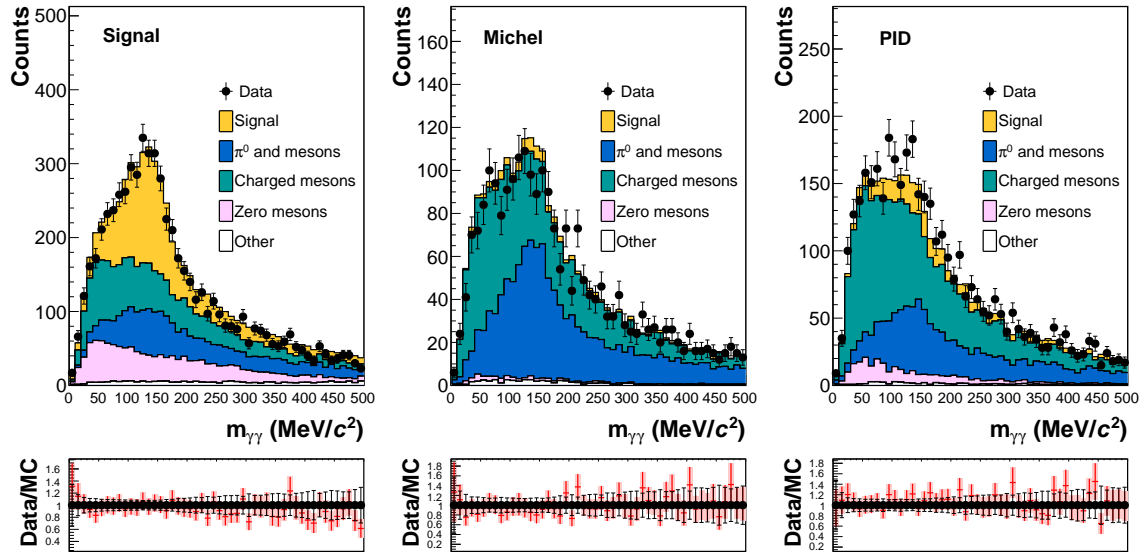 Signal
Counts
500
400
300
200
100
0
Data
Signal
π⁰ and mesons
Charged mesons
Zero mesons
Other
0 50 100 150 200 250 300 350 400 450 500
mγγ (MeV/c²)
Data/MC
1.6
1.4
1.2
1
0.8
0.6
0.4
Michel
Counts
160
140
120
100
80
60
40
20
0
Data
Signal
π⁰ and mesons
Charged mesons
Zero mesons
Other
0 50 100 150 200 250 300 350 400 450 500
mγγ (MeV/c²)
Data/MC
1.8
1.6
1.4
1.2
1
0.8
0.6
0.4
0.2
PID
Counts
250
200
150
100
50
0
Data
Signal
π⁰ and mesons
Charged mesons
Zero mesons
Other
0 50 100 150 200 250 300 350 400 450 500
mγγ (MeV/c²)
Data/MC
1.8
1.6
1.4
1.2
1
0.8
0.6
0.4
0.2